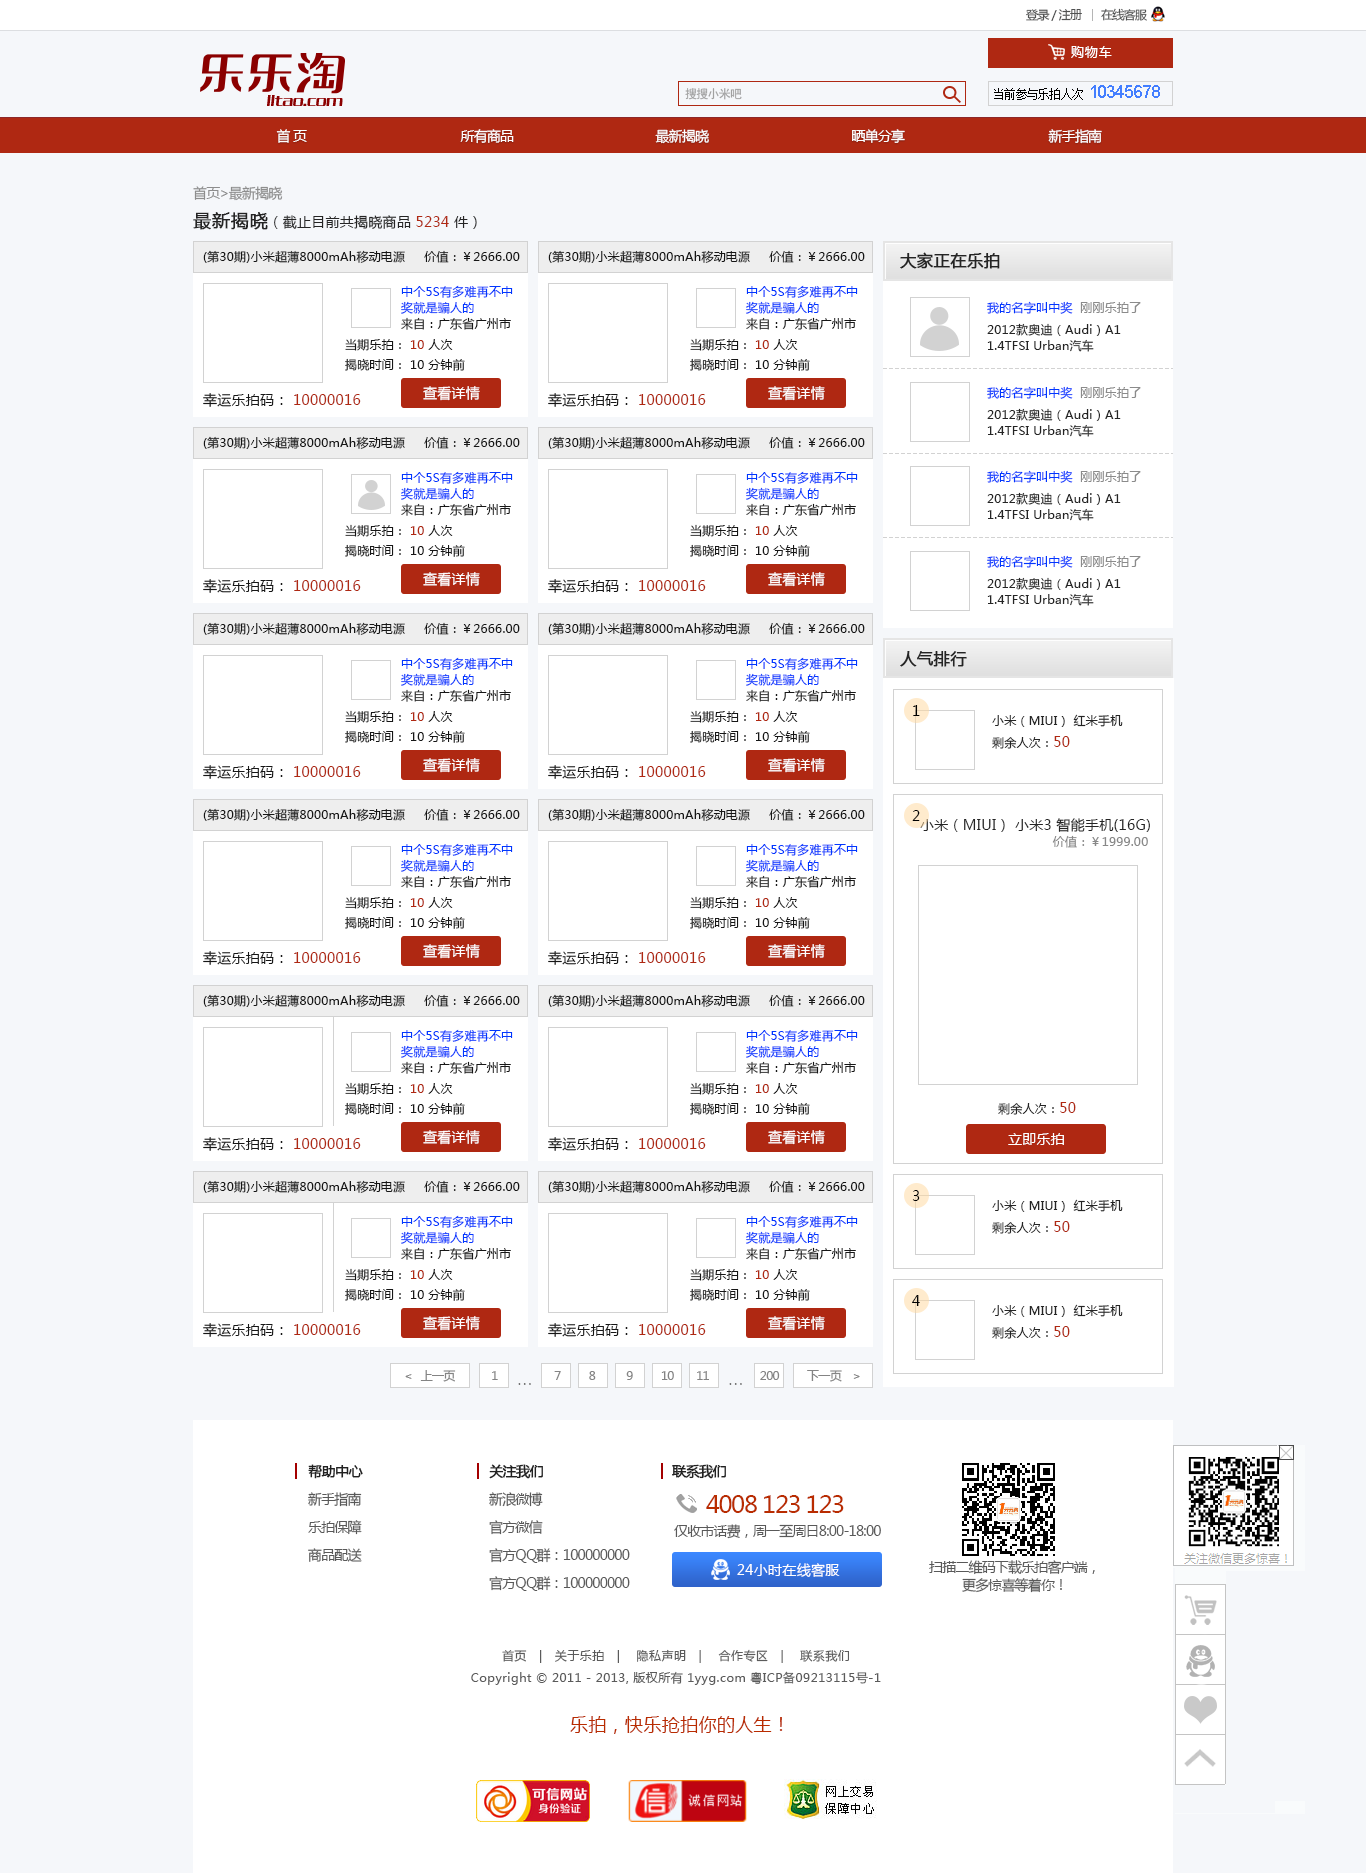 登录 / 注册 | 在线客服
购物车
乐乐淘
lltao.com
搜搜小米吧
当前参与乐拍人次 10345678
首 页 所有商品 最新揭晓 晒单分享 新手指南
首页>最新揭晓
最新揭晓 ( 截止目前共揭晓商品 5234 件 )
(第30期)小米超薄8000mAh移动电源 价值：¥ 2666.00
中个5S有多难再不中
奖就是骗人的
来自：广东省广州市
当期乐拍： 10 人次
揭晓时间： 10 分钟前
幸运乐拍码： 10000016
查看详情
(第30期)小米超薄8000mAh移动电源 价值：¥ 2666.00
中个5S有多难再不中
奖就是骗人的
来自：广东省广州市
当期乐拍： 10 人次
揭晓时间： 10 分钟前
幸运乐拍码： 10000016
查看详情
(第30期)小米超薄8000mAh移动电源 价值：¥ 2666.00
中个5S有多难再不中
奖就是骗人的
来自：广东省广州市
当期乐拍： 10 人次
揭晓时间： 10 分钟前
幸运乐拍码： 10000016
查看详情
(第30期)小米超薄8000mAh移动电源 价值：¥ 2666.00
中个5S有多难再不中
奖就是骗人的
来自：广东省广州市
当期乐拍： 10 人次
揭晓时间： 10 分钟前
幸运乐拍码： 10000016
查看详情
(第30期)小米超薄8000mAh移动电源 价值：¥ 2666.00
中个5S有多难再不中
奖就是骗人的
来自：广东省广州市
当期乐拍： 10 人次
揭晓时间： 10 分钟前
幸运乐拍码： 10000016
查看详情
(第30期)小米超薄8000mAh移动电源 价值：¥ 2666.00
中个5S有多难再不中
奖就是骗人的
来自：广东省广州市
当期乐拍： 10 人次
揭晓时间： 10 分钟前
幸运乐拍码： 10000016
查看详情
(第30期)小米超薄8000mAh移动电源 价值：¥ 2666.00
中个5S有多难再不中
奖就是骗人的
来自：广东省广州市
当期乐拍： 10 人次
揭晓时间： 10 分钟前
幸运乐拍码： 10000016
查看详情
(第30期)小米超薄8000mAh移动电源 价值：¥ 2666.00
中个5S有多难再不中
奖就是骗人的
来自：广东省广州市
当期乐拍： 10 人次
揭晓时间： 10 分钟前
幸运乐拍码： 10000016
查看详情
(第30期)小米超薄8000mAh移动电源 价值：¥ 2666.00
中个5S有多难再不中
奖就是骗人的
来自：广东省广州市
当期乐拍： 10 人次
揭晓时间： 10 分钟前
幸运乐拍码： 10000016
查看详情
(第30期)小米超薄8000mAh移动电源 价值：¥ 2666.00
中个5S有多难再不中
奖就是骗人的
来自：广东省广州市
当期乐拍： 10 人次
揭晓时间： 10 分钟前
幸运乐拍码： 10000016
查看详情
(第30期)小米超薄8000mAh移动电源 价值：¥ 2666.00
中个5S有多难再不中
奖就是骗人的
来自：广东省广州市
当期乐拍： 10 人次
揭晓时间： 10 分钟前
幸运乐拍码： 10000016
查看详情
(第30期)小米超薄8000mAh移动电源 价值：¥ 2666.00
中个5S有多难再不中
奖就是骗人的
来自：广东省广州市
当期乐拍： 10 人次
揭晓时间： 10 分钟前
幸运乐拍码： 10000016
查看详情
< 上一页 1 ... 7 8 9 10 11 ... 200 下一页 >
大家正在乐拍
我的名字叫中奖 刚刚乐拍了
2012款奥迪（Audi）A1
1.4TFSI Urban汽车
我的名字叫中奖 刚刚乐拍了
2012款奥迪（Audi）A1
1.4TFSI Urban汽车
我的名字叫中奖 刚刚乐拍了
2012款奥迪（Audi）A1
1.4TFSI Urban汽车
我的名字叫中奖 刚刚乐拍了
2012款奥迪（Audi）A1
1.4TFSI Urban汽车
人气排行
1
小米（MIUI） 红米手机
剩余人次：50
2
小米（MIUI） 小米3 智能手机(16G)
价值：¥ 1999.00
剩余人次：50
立即乐拍
3
小米（MIUI） 红米手机
剩余人次：50
4
小米（MIUI） 红米手机
剩余人次：50
帮助中心
新手指南
乐拍保障
商品配送
关注我们
新浪微博
官方微信
官方QQ群：100000000
官方QQ群：100000000
联系我们
4008 123 123
仅收市话费，周一至周日8:00-18:00
24小时在线客服
扫描二维码下载乐拍客户端，
更多惊喜等着你！
关注微信更多惊喜！
首页 | 关于乐拍 | 隐私声明 | 合作专区 | 联系我们
Copyright © 2011 - 2013, 版权所有 1yyg.com 粤ICP备09213115号-1
乐拍，快乐抢拍你的人生！
可信网站
身份验证
信
诚信网站
网上交易
保障中心